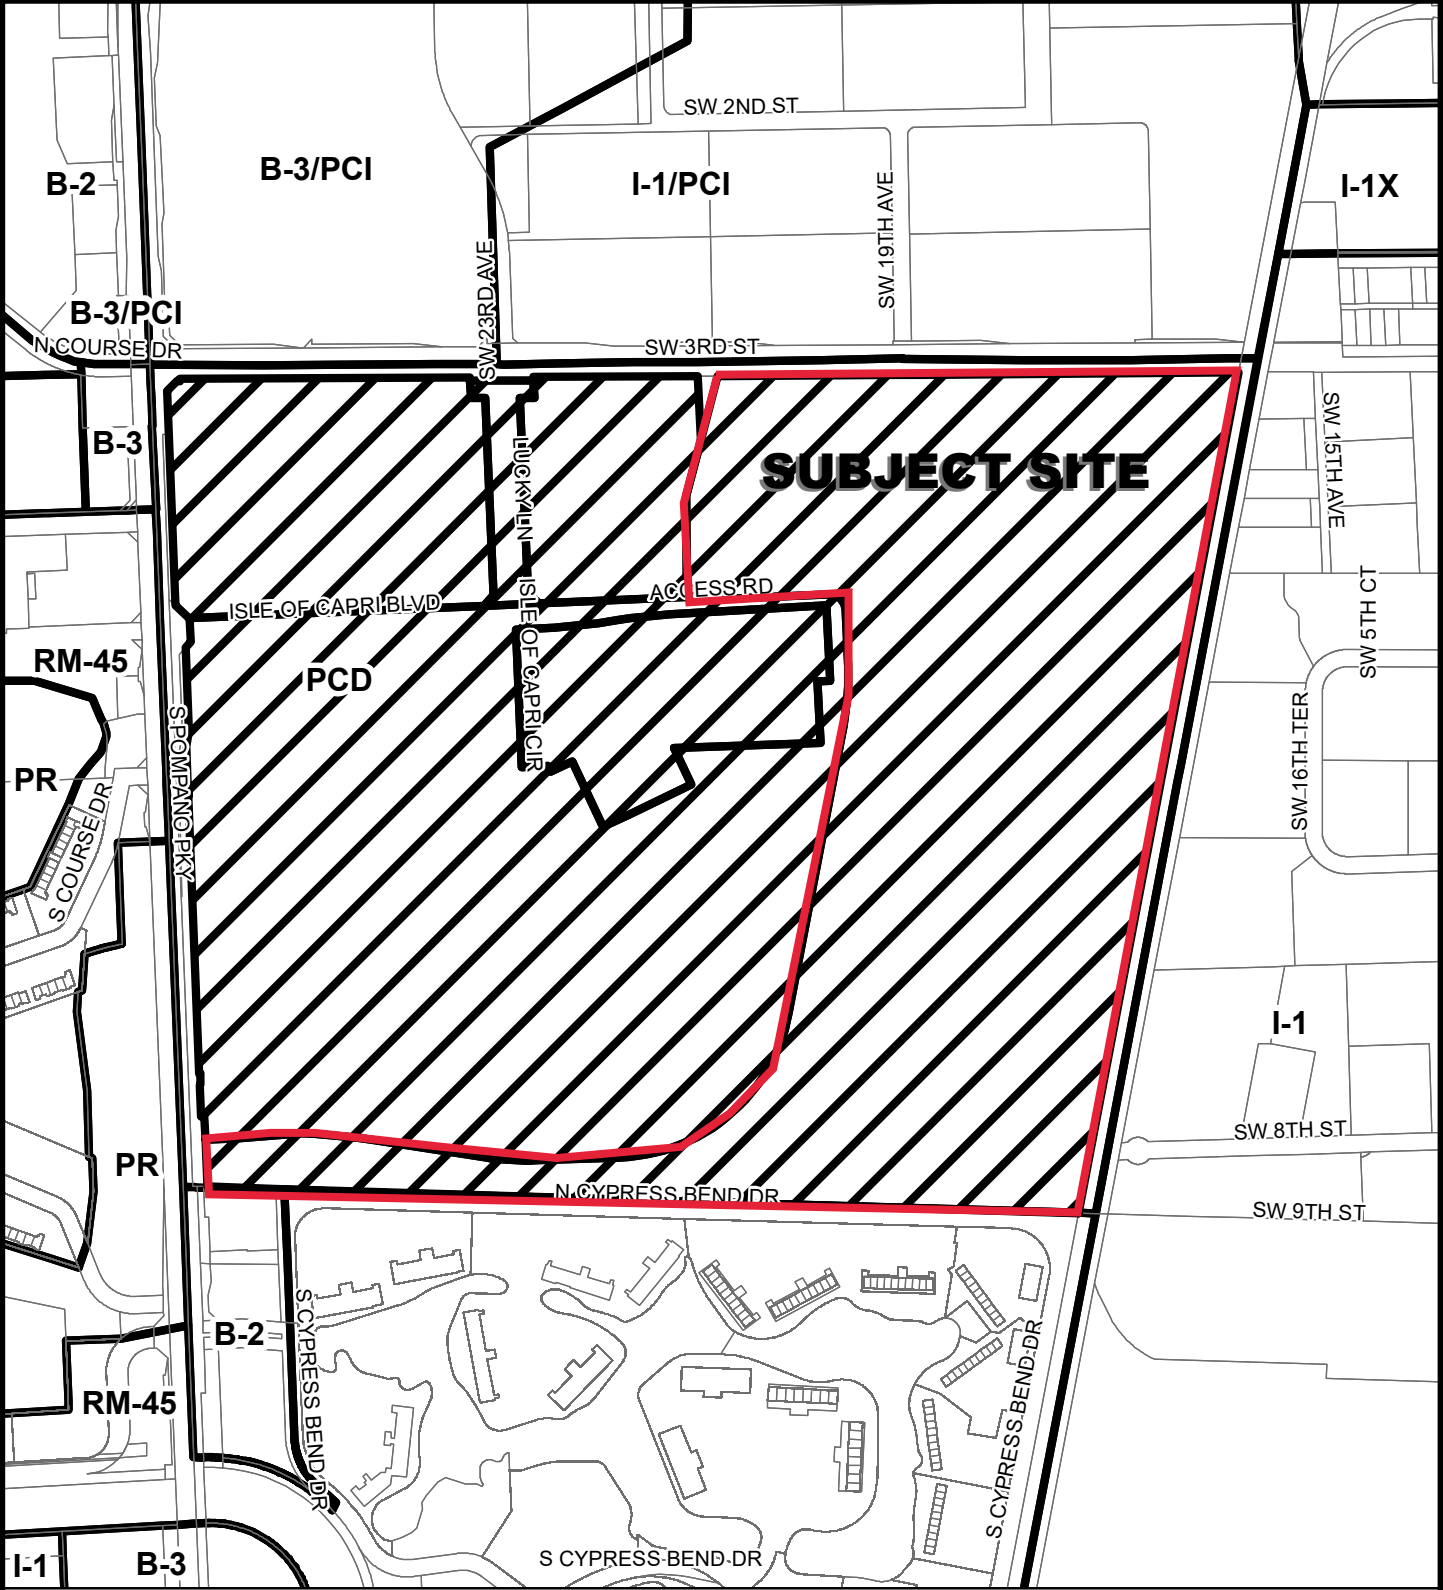 SW 2ND ST
B-3/PCI
B-2
I-1/PCI
I-1X
SW 19TH AVE
SW 23RD AVE
B-3/PCI
N COURSE DR
SW 3RD ST
B-3
LUCKY LN
SUBJECT SITE
SW 15TH AVE
ACCESS RD
ISLE OF CAPRI BLVD
ISLE OF CAPRI CIR
SW 5TH CT
RM-45
PCD
S POMPANO PKY
SW 16TH TER
PR
S COURSE DR
I-1
SW 8TH ST
PR
N CYPRESS BEND DR
SW 9TH ST
B-2
S CYPRESS BEND DR
S CYPRESS BEND DR
RM-45
S CYPRESS BEND DR
I-1
B-3